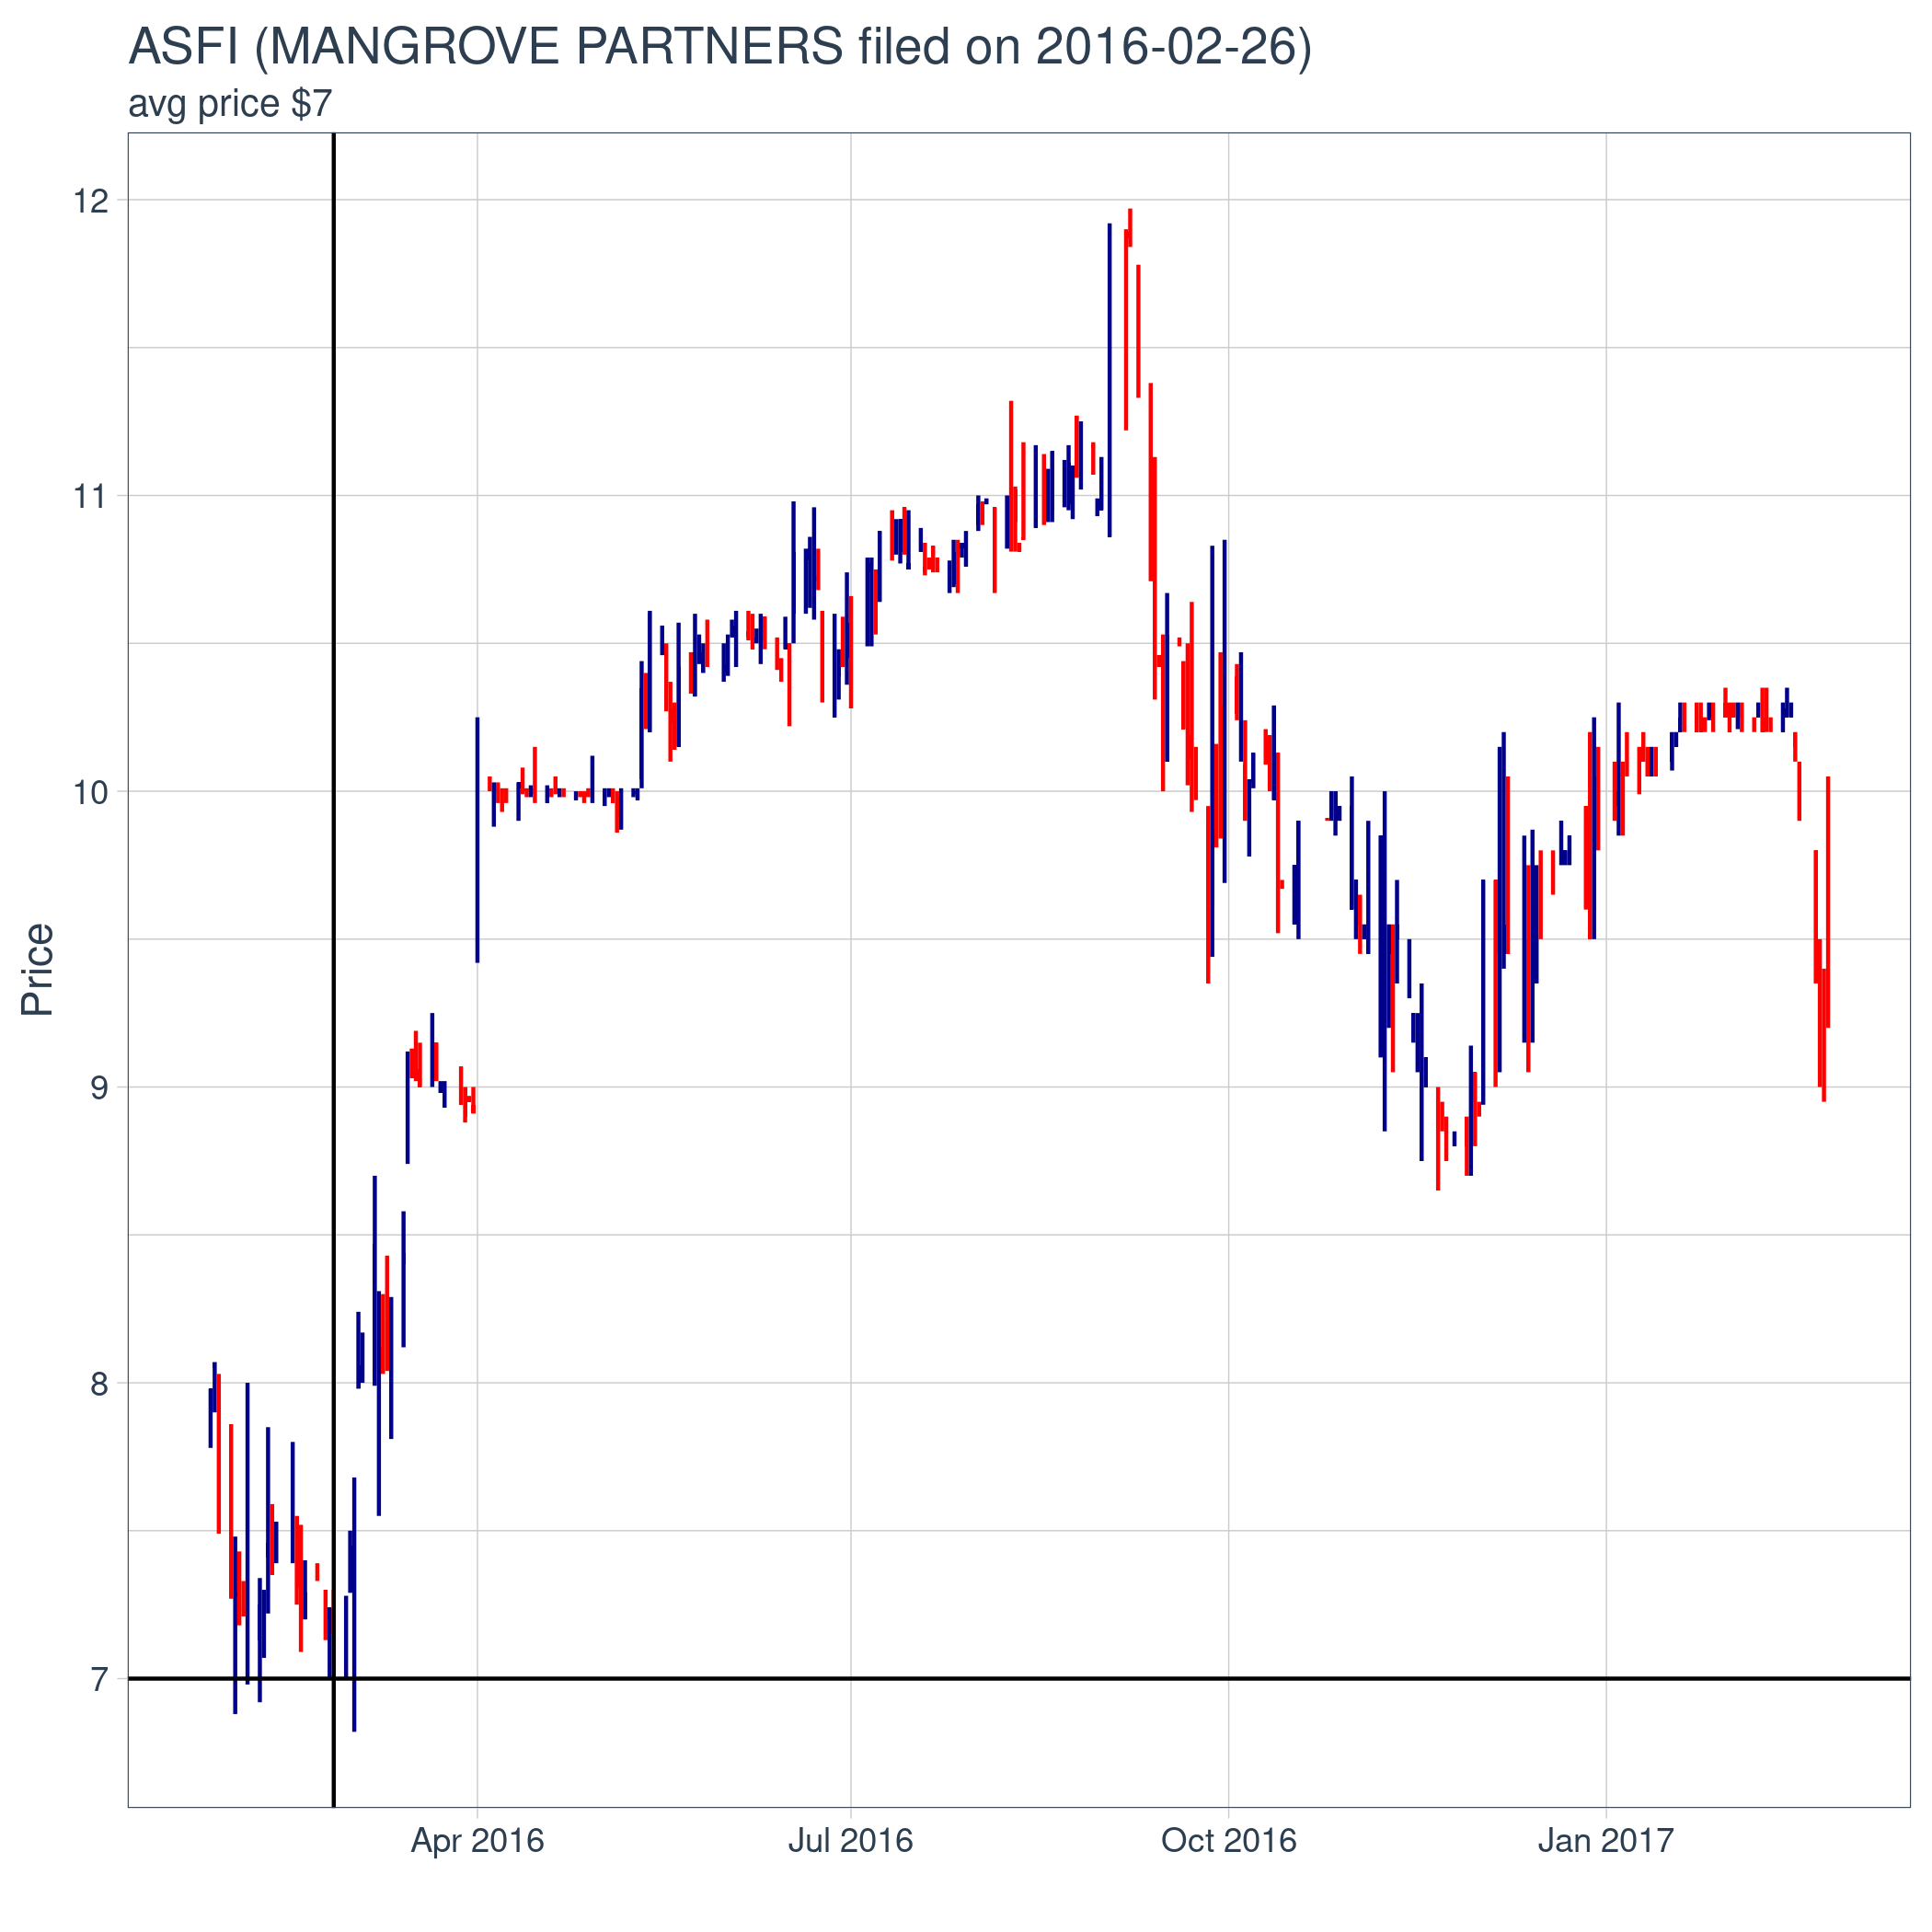 ASFI (MANGROVE PARTNERS filed on 2016-02-26)
avg price $7
12
11
10
9
8
7
Price
Apr 2016
Jul 2016
Oct 2016
Jan 2017